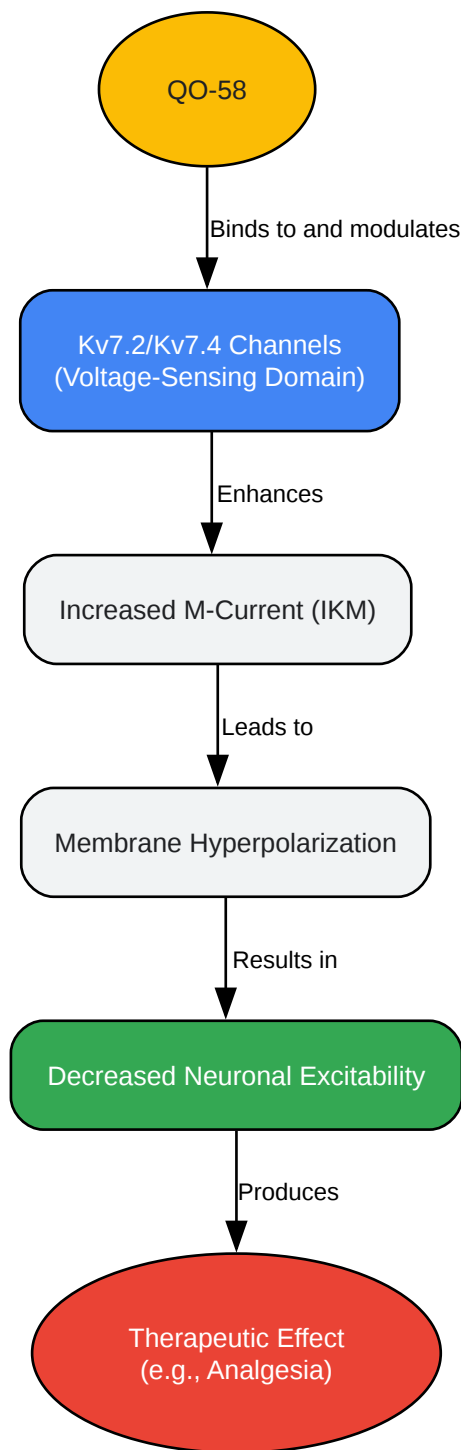 QO-58
Binds to and modulates
Kv7.2/Kv7.4 Channels
(Voltage-Sensing Domain)
Enhances
Increased M-Current (IKM)
Leads to
Membrane Hyperpolarization
Results in
Decreased Neuronal Excitability
Produces
Therapeutic Effect
(e.g., Analgesia)